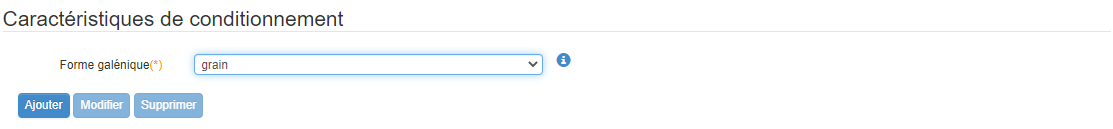 Caractéristiques de conditionnement
Forme galénique(*) grain
Ajouter Modifier Supprimer